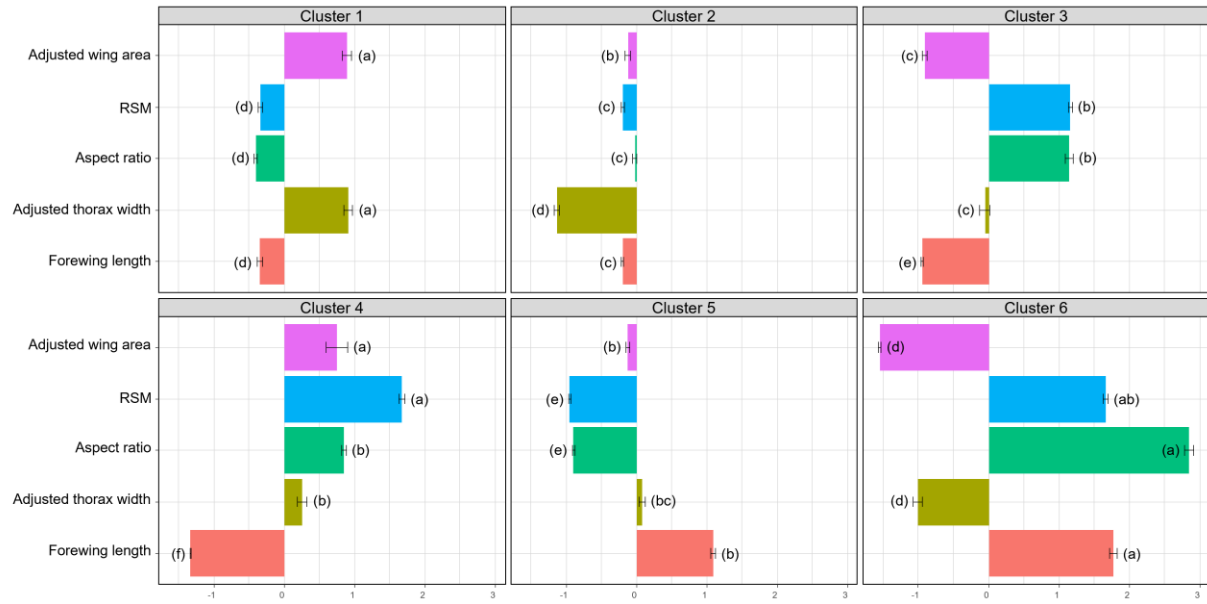 Cluster 1 Cluster 2 Cluster 3
Adjusted wing area (a) (b) (c)
RSM (d) (c) (b)
Aspect ratio (d) (c) (b)
Adjusted thorax width (a) (d) (c)
Forewing length (d) (c) (e)
Cluster 4 Cluster 5 Cluster 6
Adjusted wing area (a) (b) (d)
RSM (a) (e) (ab)
Aspect ratio (b) (e) (a)
Adjusted thorax width (b) (bc) (d)
Forewing length (f) (b) (a)
-1 0 1 2 3 -1 0 1 2 3 -1 0 1 2 3